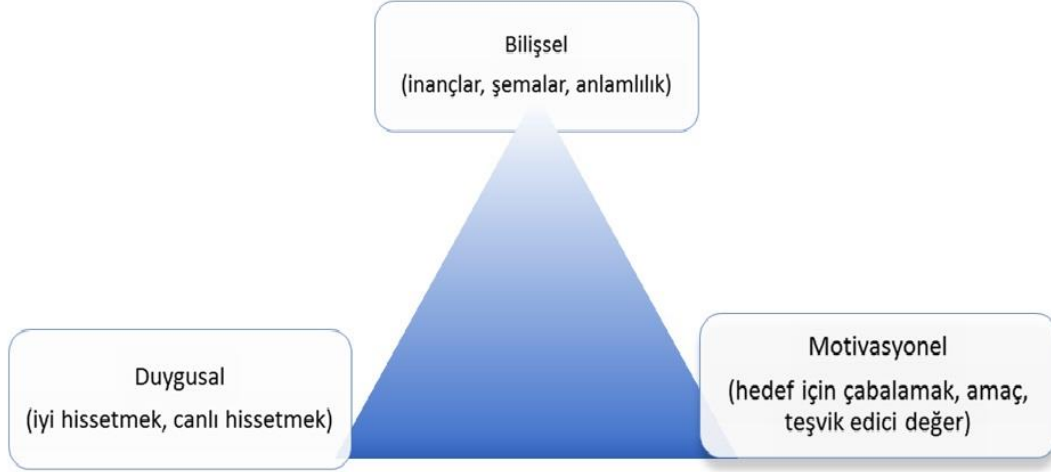 Bilişsel
(inançlar, şemalar, anlamlılık)
Duygusal
(iyi hissetmek, canlı hissetmek)
Motivasyonel
(hedef için çabalamak, amaç,
teşvik edici değer)